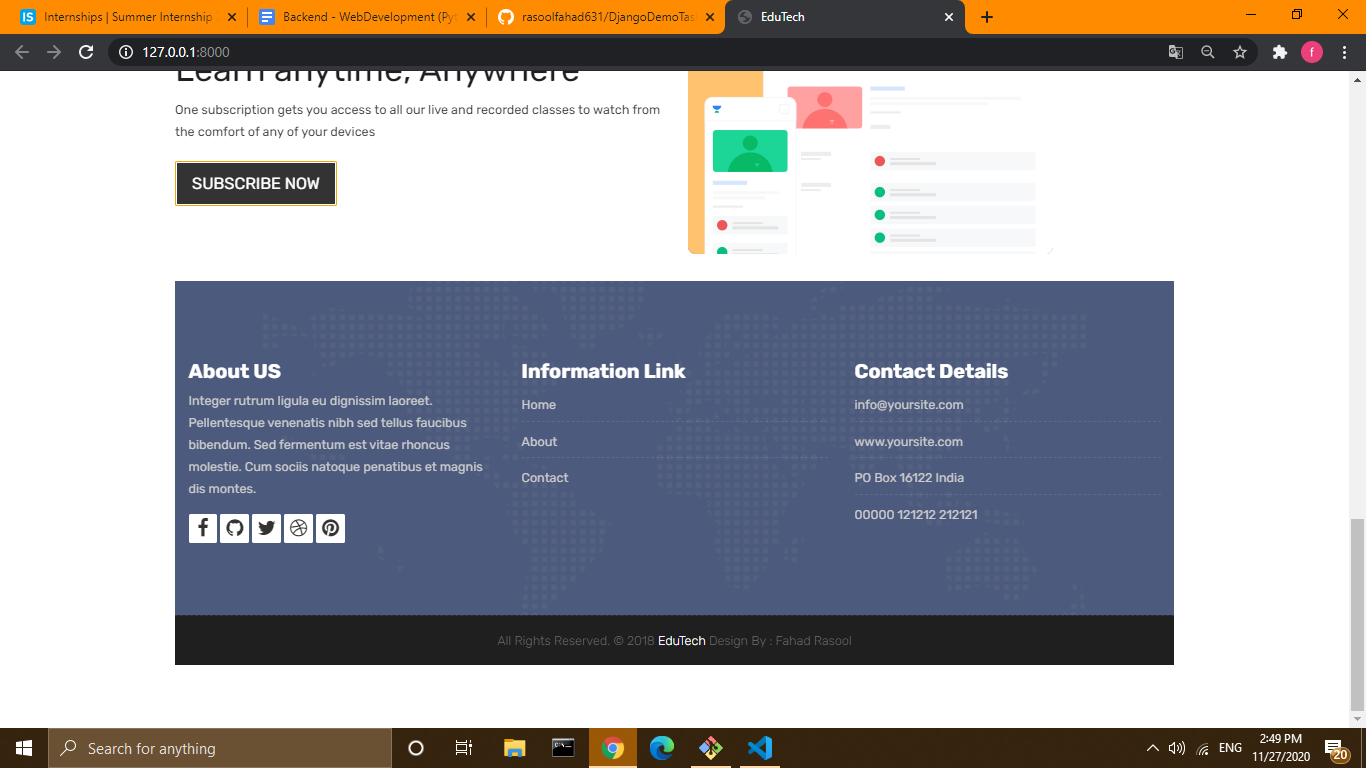 Internships | Summer Internship
Backend - WebDevelopment (Pyt
rasoolfahad631/DjangoDemoTas
EduTech
127.0.0.1:8000
f
Learn anytime, Anywhere
One subscription gets you access to all our live and recorded classes to watch from
the comfort of any of your devices
SUBSCRIBE NOW
About US
Integer rutrum ligula eu dignissim laoreet.
Pellentesque venenatis nibh sed tellus faucibus
bibendum. Sed fermentum est vitae rhoncus
molestie. Cum sociis natoque penatibus et magnis
dis montes.
Information Link
Home
About
Contact
Contact Details
info@yoursite.com
www.yoursite.com
PO Box 16122 India
00000 121212 212121
All Rights Reserved. © 2018 EduTech Design By : Fahad Rasool
Search for anything
ENG
2:49 PM
11/27/2020
20